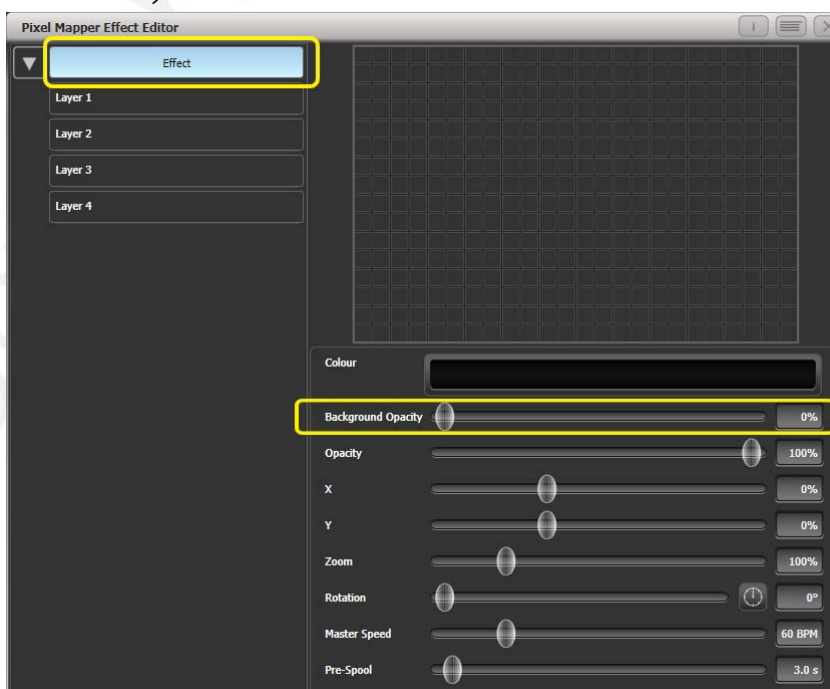 Pixel Mapper Effect Editor
Effect
Layer 1
Layer 2
Layer 3
Layer 4
Colour
Background Opacity 0%
Opacity 100%
X 0%
Y 0%
Zoom 100%
Rotation 0°
Master Speed 60 BPM
Pre-Spool 3.0 s